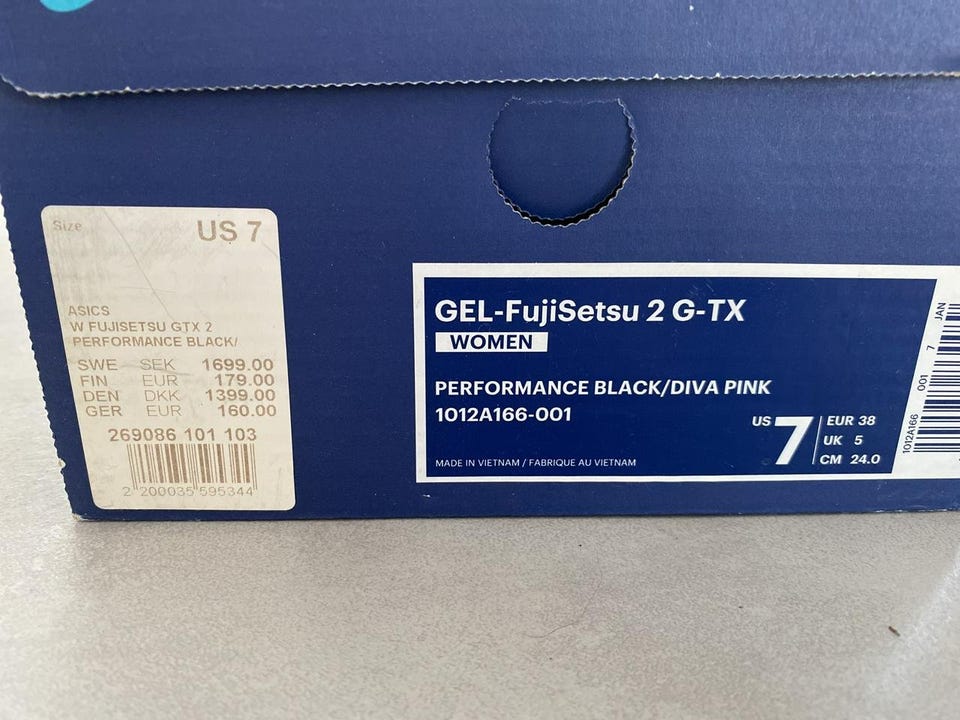 Size US 7
ASICS
W FUJISETSU GTX 2
PERFORMANCE BLACK/
SWE SEK 1699.00
FIN EUR 179.00
DEN DKK 1399.00
GER EUR 160.00
269086 101 103
2 200035 595344
GEL-FujiSetsu 2 G-TX
WOMEN
PERFORMANCE BLACK/DIVA PINK
1012A166-001
US 7
EUR 38
UK 5
CM 24.0
MADE IN VIETNAM / FABRIQUE AU VIETNAM
1012A166 001 7 JAN